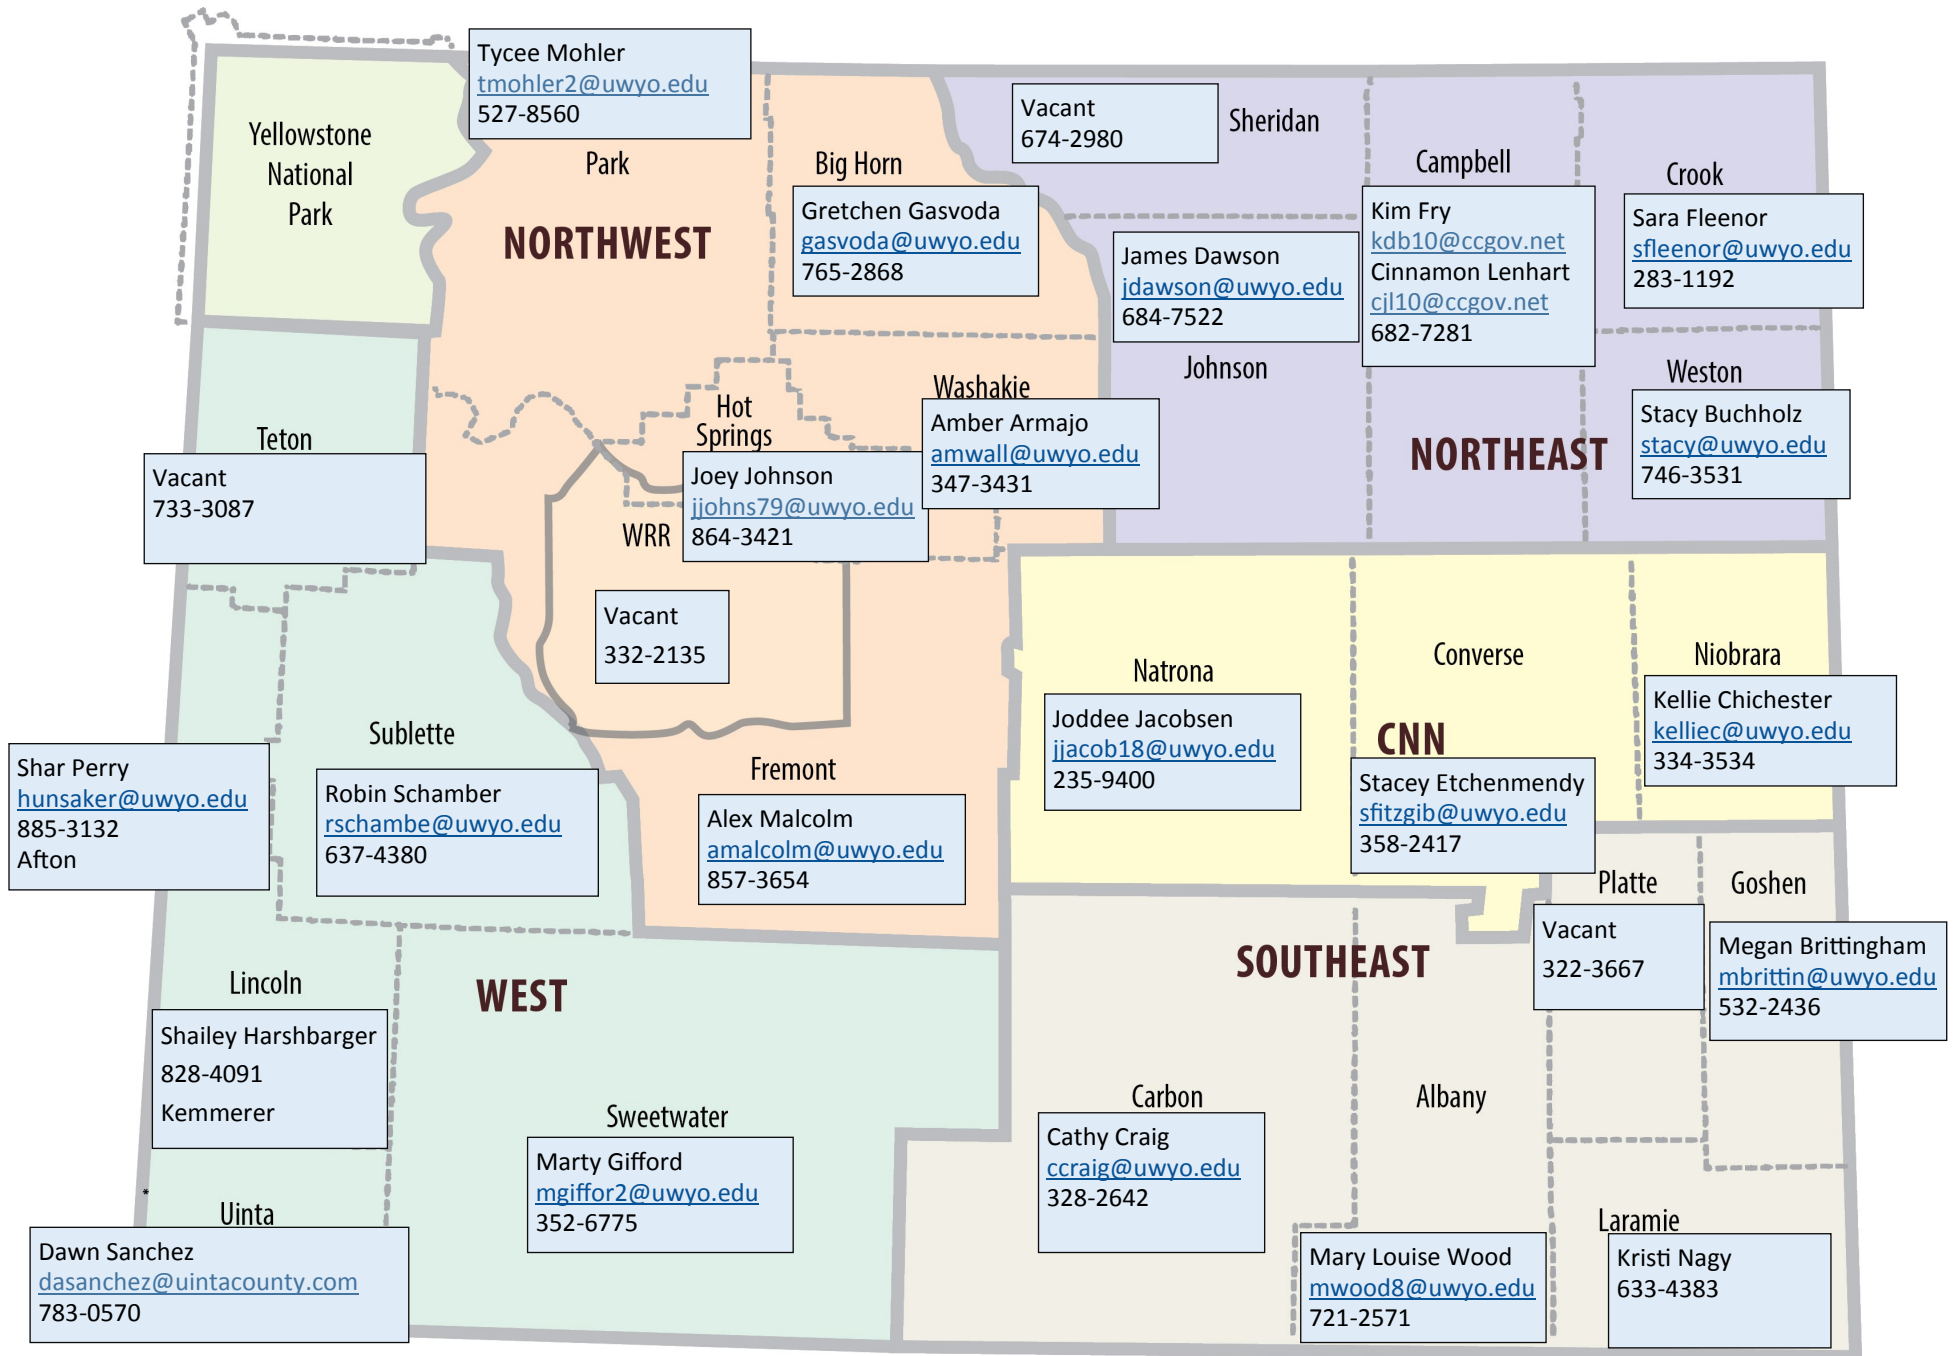 Tycee Mohler
tmohler2@uwyo.edu
527-8560
Yellowstone
National
Park
Park
NORTHWEST
Big Horn
Gretchen Gasvoda
gasvoda@uwyo.edu
765-2868
Vacant
674-2980
Sheridan
James Dawson
jdawson@uwyo.edu
684-7522
Johnson
Campbell
Kim Fry
kdb10@ccgov.net
Cinnamon Lenhart
cjl10@ccgov.net
682-7281
Crook
Sara Fleenor
sfleenor@uwyo.edu
283-1192
Weston
Stacy Buchholz
stacy@uwyo.edu
746-3531
NORTHEAST
Teton
Vacant
733-3087
Hot
Springs
Joey Johnson
jjohns79@uwyo.edu
864-3421
Washakie
Amber Armajo
amwall@uwyo.edu
347-3431
WRR
Vacant
332-2135
Fremont
Alex Malcolm
amalcolm@uwyo.edu
857-3654
Natrona
Joddee Jacobsen
jjacob18@uwyo.edu
235-9400
Converse
CNN
Stacey Etchenmendy
sfitzgib@uwyo.edu
358-2417
Niobrara
Kellie Chichester
kelliec@uwyo.edu
334-3534
Shar Perry
hunsaker@uwyo.edu
885-3132
Afton
Sublette
Robin Schamber
rschambe@uwyo.edu
637-4380
Lincoln
Shailey Harshbarger
828-4091
Kemmerer
WEST
Sweetwater
Marty Gifford
mgiffor2@uwyo.edu
352-6775
*
Uinta
Dawn Sanchez
dasanchez@uintacounty.com
783-0570
SOUTHEAST
Platte
Vacant
322-3667
Goshen
Megan Brittingham
mbrittin@uwyo.edu
532-2436
Carbon
Cathy Craig
ccraig@uwyo.edu
328-2642
Albany
Mary Louise Wood
mwood8@uwyo.edu
721-2571
Laramie
Kristi Nagy
633-4383